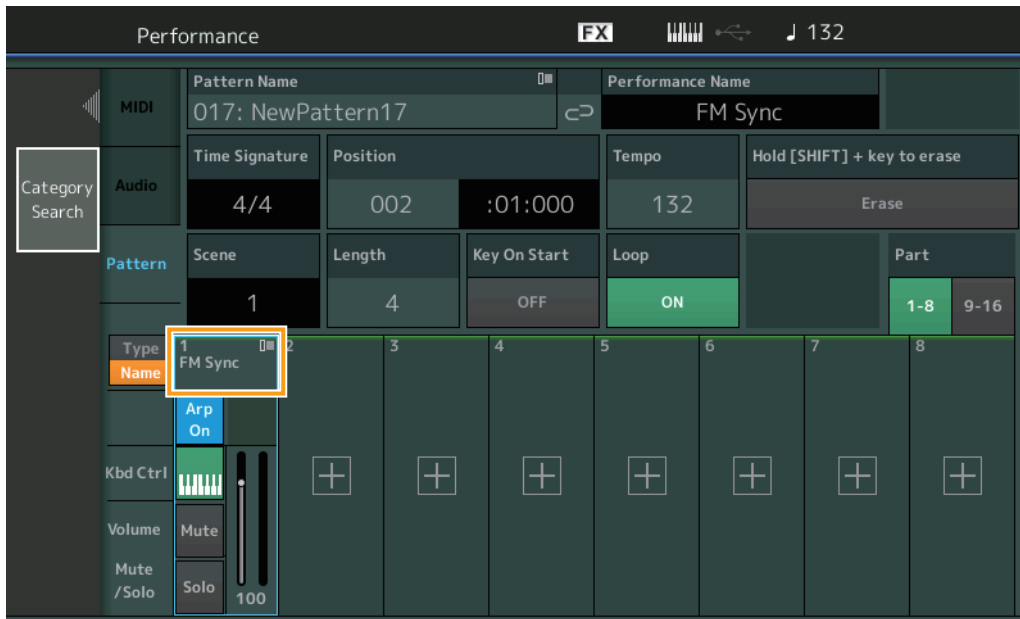 Performance FX 132
Pattern Name Performance Name
MIDI 017: NewPattern17 FM Sync
Time Signature Position Tempo Hold [SHIFT] + key to erase
Category Search
Audio 4/4 002 :01:000 132 Erase
Pattern
Scene Length Key On Start Loop Part
1 4 OFF ON 1-8 9-16
Type 1 2 3 4 5 6 7 8
Name FM Sync
Arp
On
Kbd Ctrl
Volume Mute
Mute
/Solo Solo 100